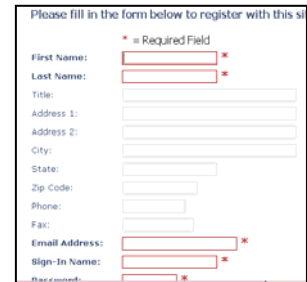 Please fill in the form below to register with this si
* = Required Field
First Name: *
Last Name: *
Title:
Address 1:
Address 2:
City:
State:
Zip Code:
Phone:
Fax:
Email Address: *
Sign-In Name: *
Password: *